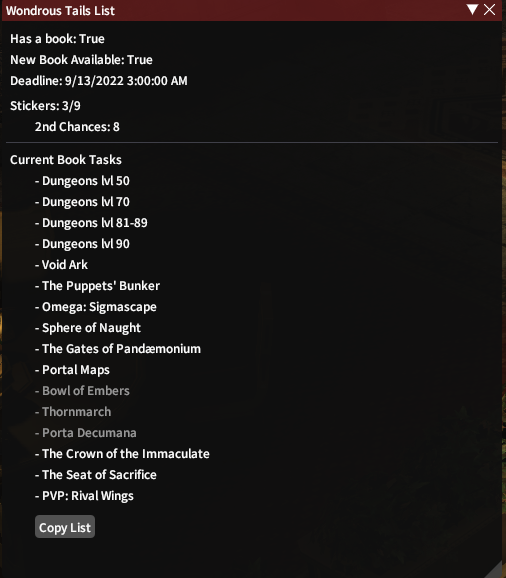 Wondrous Tails List
Has a book: True
New Book Available: True
Deadline: 9/13/2022 3:00:00 AM
Stickers: 3/9
2nd Chances: 8
Current Book Tasks
- Dungeons lvl 50
- Dungeons lvl 70
- Dungeons lvl 81-89
- Dungeons lvl 90
- Void Ark
- The Puppets' Bunker
- Omega: Sigmascape
- Sphere of Naught
- The Gates of Pandæmonium
- Portal Maps
- Bowl of Embers
- Thornmarch
- Porta Decumana
- The Crown of the Immaculate
- The Seat of Sacrifice
- PVP: Rival Wings
Copy List